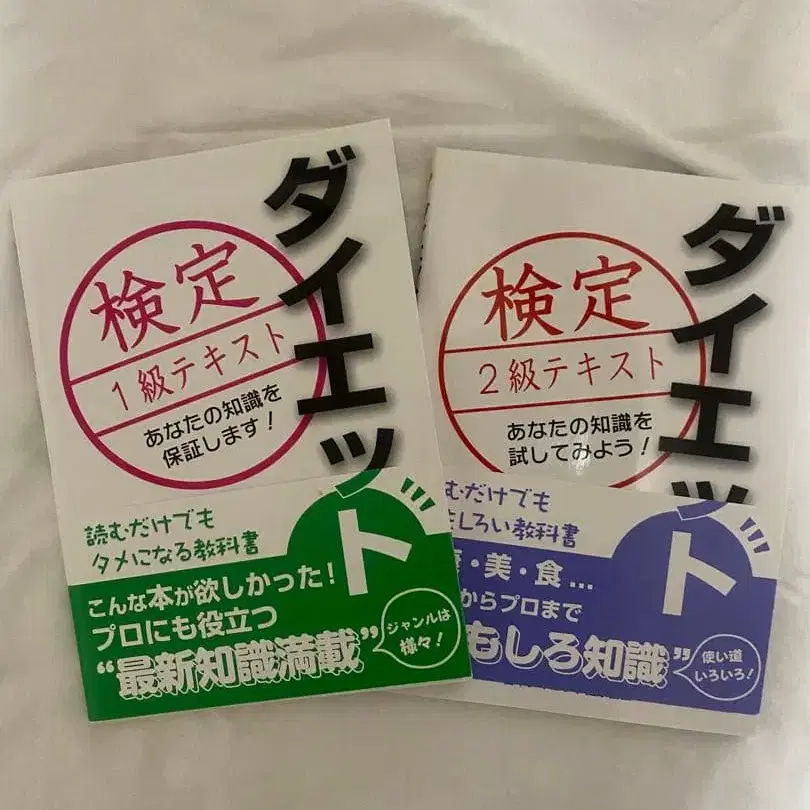 ダイエット
検定
1級テキスト
あなたの知識を
保証します!
読むだけでも
タメになる教科書
こんな本が欲しかった!
プロにも役立つ
“最新知識満載”
ジャンルは
様々!
ダイエット
検定
2級テキスト
あなたの知識を
試してみよう!
むだけでも
しろい教科書
・美・食…
からプロまで
もしろ知識”
使い道
いろいろ!